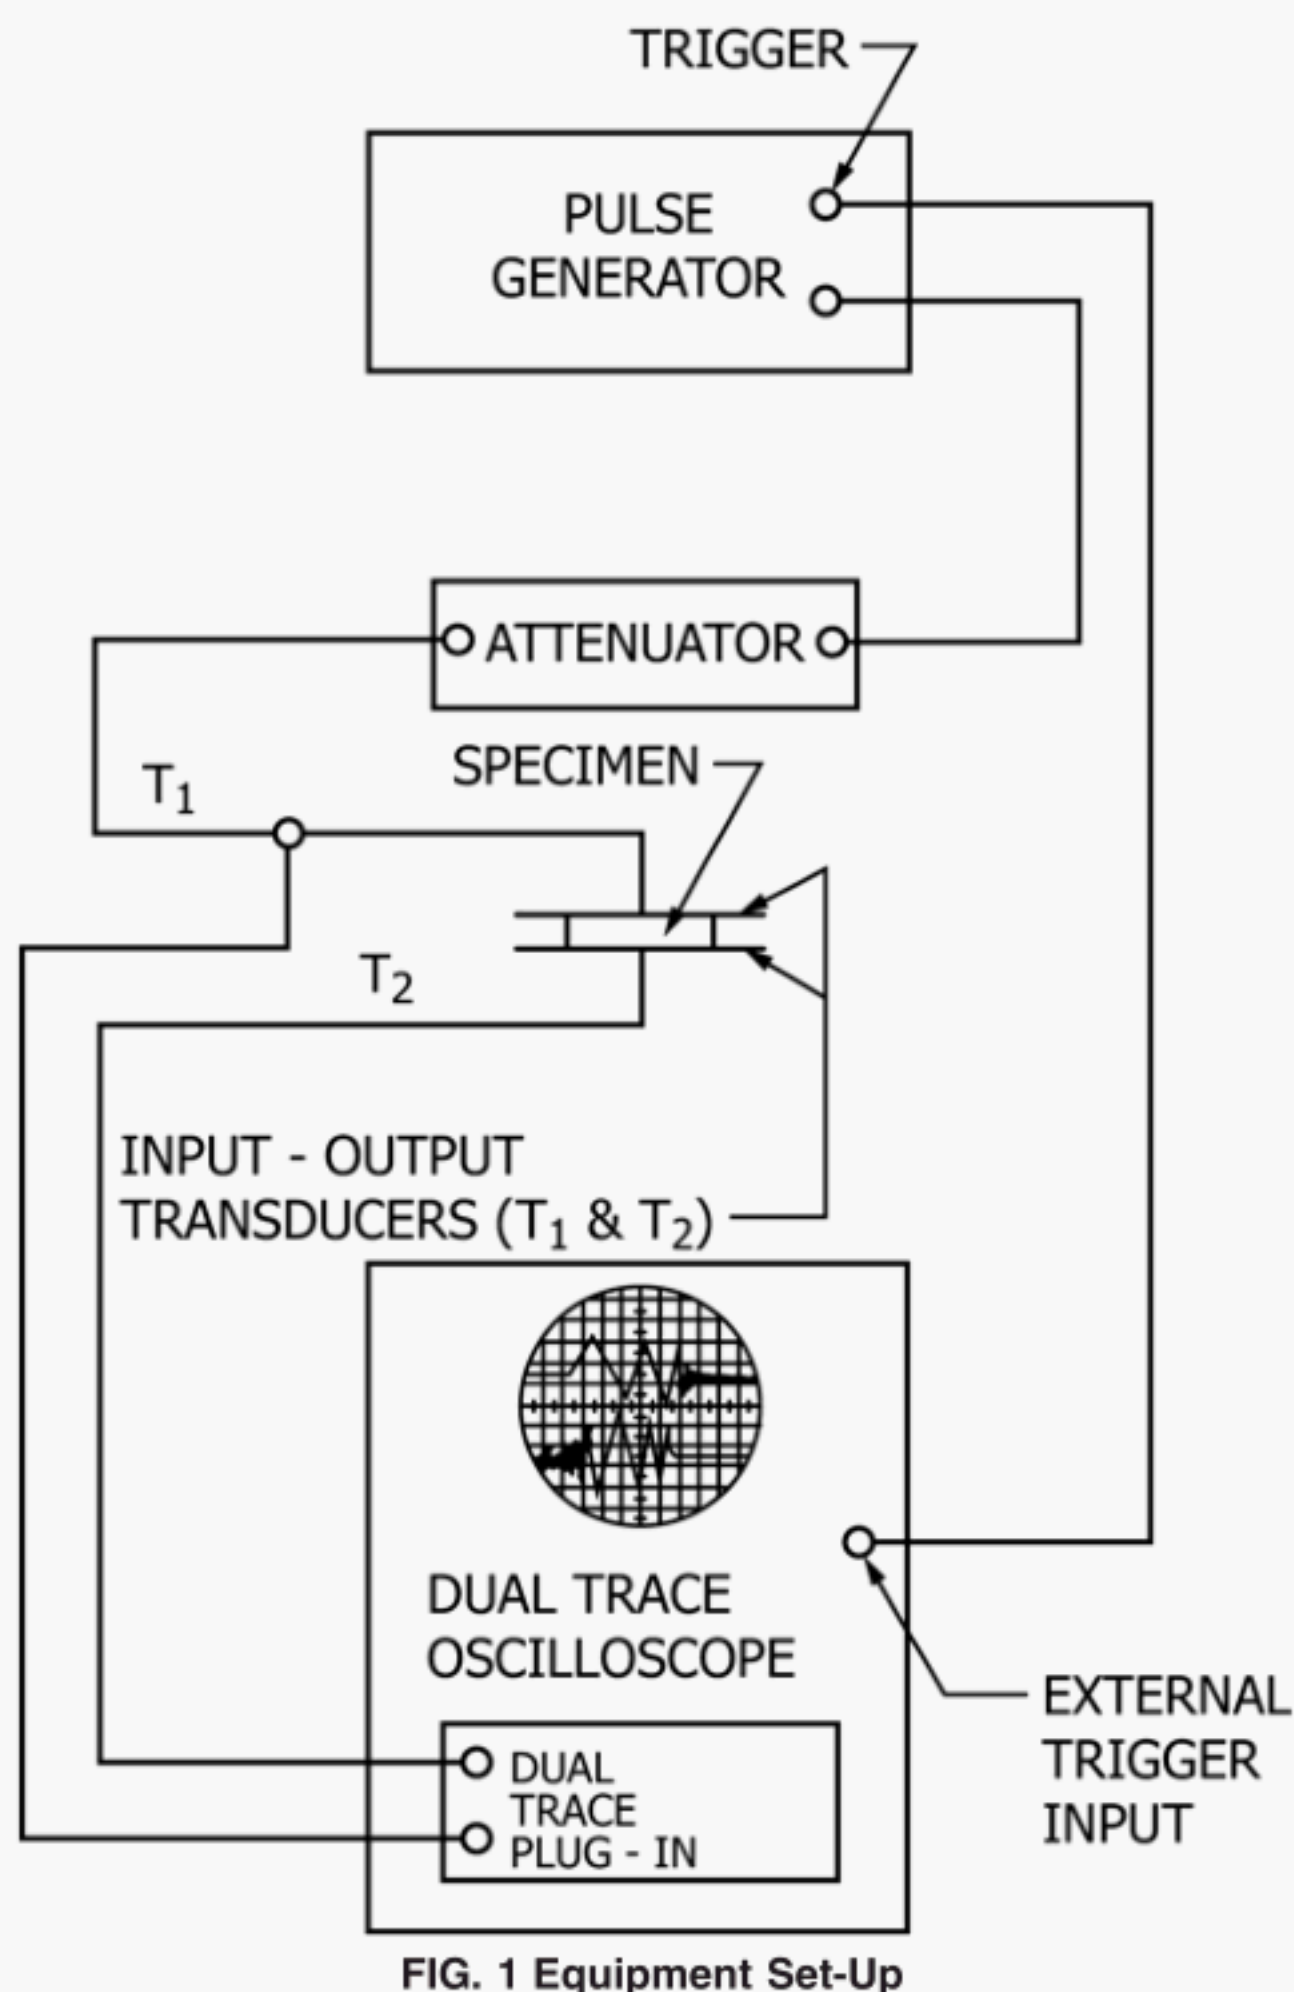 TRIGGER
PULSE
GENERATOR
ATTENUATOR
SPECIMEN
T₁
T₂
INPUT - OUTPUT
TRANSDUCERS (T₁ & T₂)
DUAL TRACE
OSCILLOSCOPE
EXTERNAL
TRIGGER
INPUT
DUAL
TRACE
PLUG - IN
FIG. 1 Equipment Set-Up